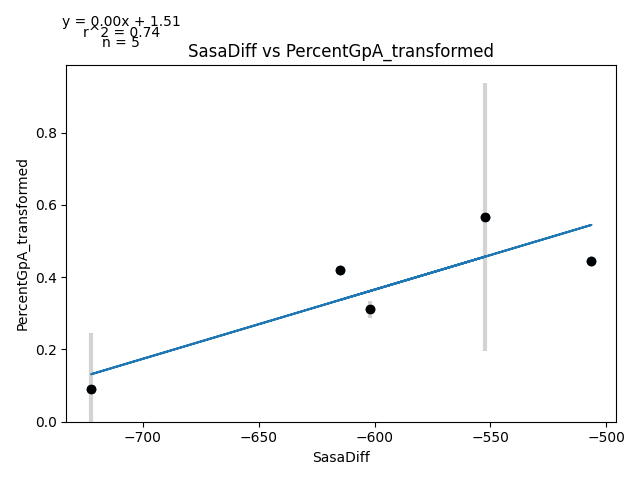 y = 0.00x + 1.51
r^2 = 0.74
n = 5
SasaDiff vs PercentGpA_transformed
PercentGpA_transformed
0.8
0.6
0.4
0.2
0.0
−700
−650
−600
−550
−500
SasaDiff